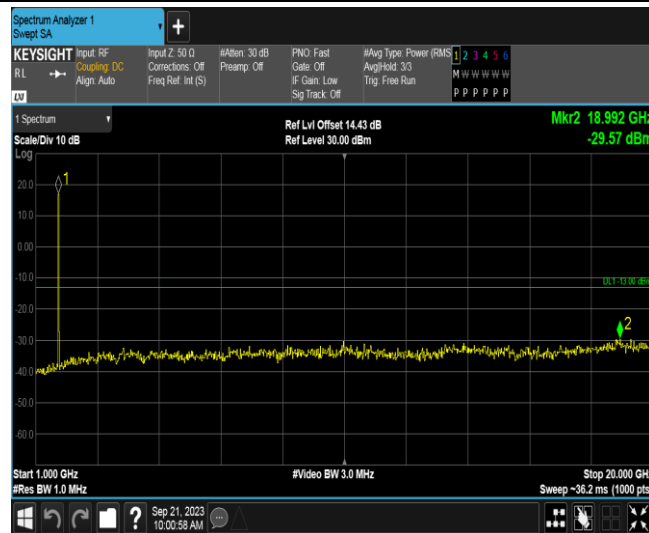 Spectrum Analyzer 1
Swept SA
+
KEYSIGHT
RL
LXI
Input: RF
Coupling: DC
Align: Auto
Input Z: 50 Ω
Corrections: Off
Freq Ref: Int (S)
#Atten: 30 dB
Preamp: Off
PNO: Fast
Gate: Off
IF Gain: Low
Sig Track: Off
#Avg Type: Power (RMS
Avg|Hold: 3/3
Trig: Free Run
1 2 3 4 5 6
M W W W W W
P P P P P P
1 Spectrum
Scale/Div 10 dB
Log
Ref Lvl Offset 14.43 dB
Ref Level 30.00 dBm
Mkr2 18.992 GHz
-29.57 dBm
20.0
10.0
0.00
-10.0
-20.0
-30.0
-40.0
-50.0
-60.0
1
DL1 -13.00 dBm
2
Start 1.000 GHz
#Res BW 1.0 MHz
#Video BW 3.0 MHz
Stop 20.000 GH
Sweep ~36.2 ms (1000 pts
?
Sep 21, 2023
10:00:58 AM